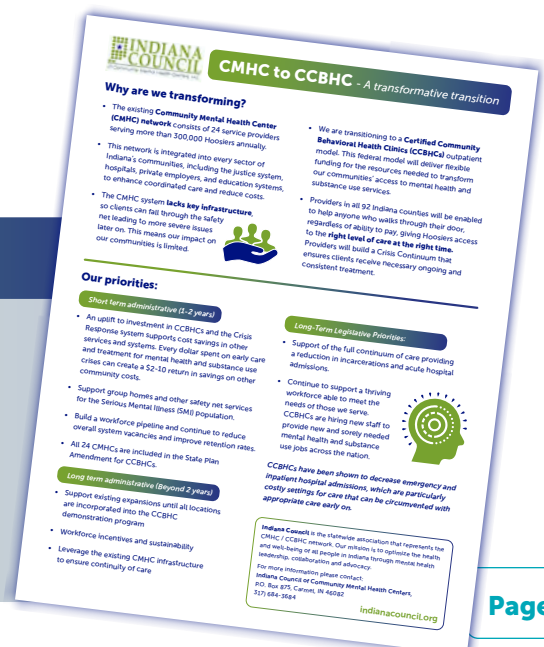 INDIANA
COUNCIL
of Community Mental Health Centers, Inc.
CMHC to CCBHC - A transformative transition
Why are we transforming?
• The existing Community Mental Health Center
(CMHC) network consists of 24 service providers
serving more than 300,000 Hoosiers annually.
• This network is integrated into every sector of
Indiana's communities, including the justice system,
hospitals, private employers, and education systems,
to enhance coordinated care and reduce costs.
• The CMHC system lacks key infrastructure,
so clients can fall through the safety
net leading to more severe issues
later on. This means our impact on
our communities is limited.
• We are transitioning to a Certified Community
Behavioral Health Clinics (CCBHCs) outpatient
model. This federal model will deliver flexible
funding for the resources needed to transform
our communities' access to mental health and
substance use services.
• Providers in all 92 Indiana counties will be enabled
to help anyone who walks through their door,
regardless of ability to pay, giving Hoosiers access
to the right level of care at the right time.
Providers will build a Crisis Continuum that
ensures clients receive necessary ongoing and
consistent treatment.
Our priorities:
Short term administrative (1-2 years)
• An uplift to investment in CCBHCs and the Crisis
Response system supports cost savings in other
services and systems. Every dollar spent on early care
and treatment for mental health and substance use
crises can create a $2-10 return in savings on other
community costs.
• Support group homes and other safety net services
for the Serious Mental Illness (SMI) population.
• Build a workforce pipeline and continue to reduce
overall system vacancies and improve retention rates.
• All 24 CMHCs are included in the State Plan
Amendment for CCBHCs.
Long term administrative (Beyond 2 years)
• Support existing expansions until all locations
are incorporated into the CCBHC
demonstration program
• Workforce incentives and sustainability
• Leverage the existing CMHC infrastructure
to ensure continuity of care
Long-Term Legislative Priorities:
• Support of the full continuum of care providing
a reduction in incarcerations and acute hospital
admissions.
• Continue to support a thriving
workforce able to meet the
needs of those we serve.
CCBHCs are hiring new staff to
provide new and sorely needed
mental health and substance
use jobs across the nation.
CCBHCs have been shown to decrease emergency and
inpatient hospital admissions, which are particularly
costly settings for care that can be circumvented with
appropriate care early on.
Indiana Council is the statewide association that represents the
CMHC / CCBHC network. Our mission is to optimize the health
and well-being of all people in Indiana through mental health
leadership, collaboration and advocacy.
For more information please contact:
Indiana Council of Community Mental Health Centers,
P.O. Box 875, Carmel, IN 46082
317) 684-3684
indianacouncil.org
Page